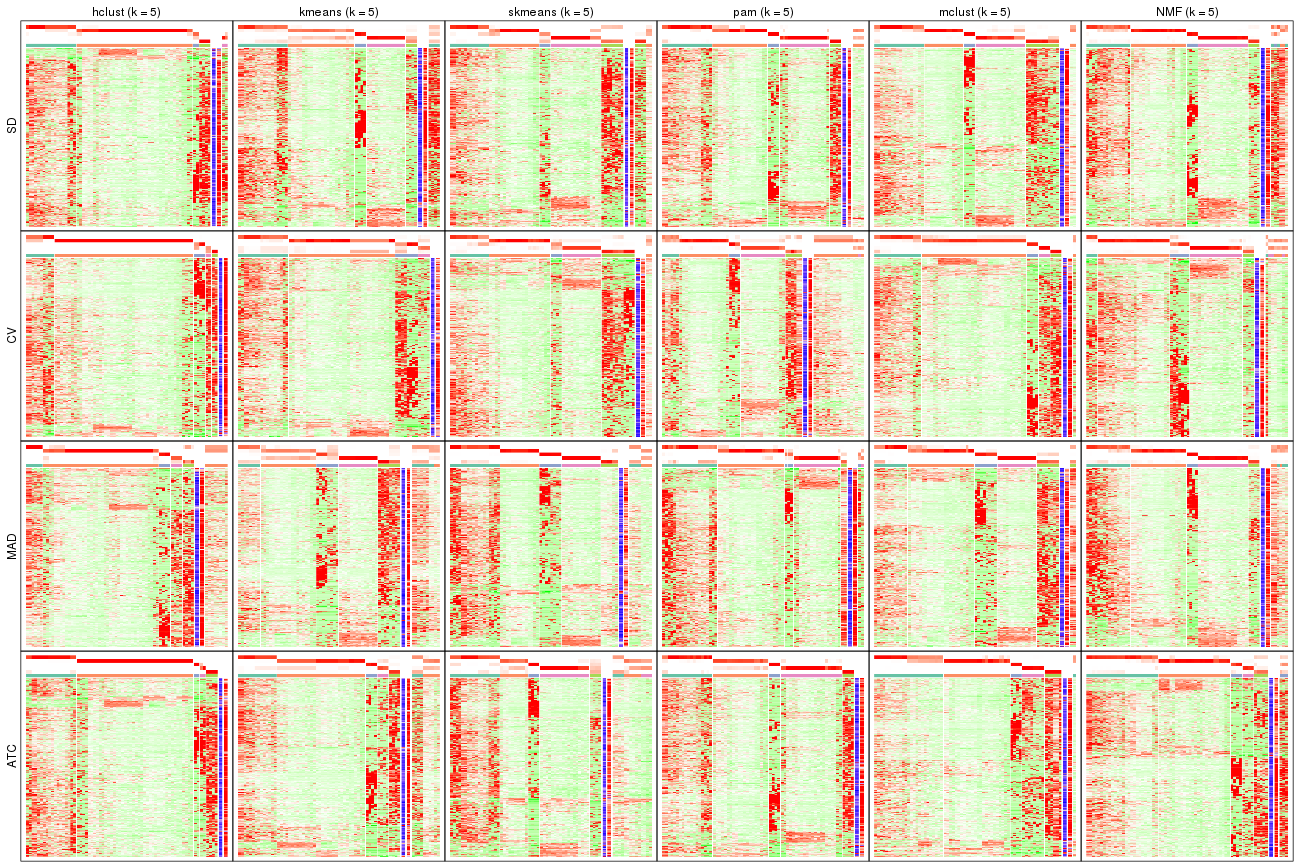 hclust (k = 5) kmeans (k = 5) skmeans (k = 5) pam (k = 5) mclust (k = 5) NMF (k = 5)
SD
CV
MAD
ATC